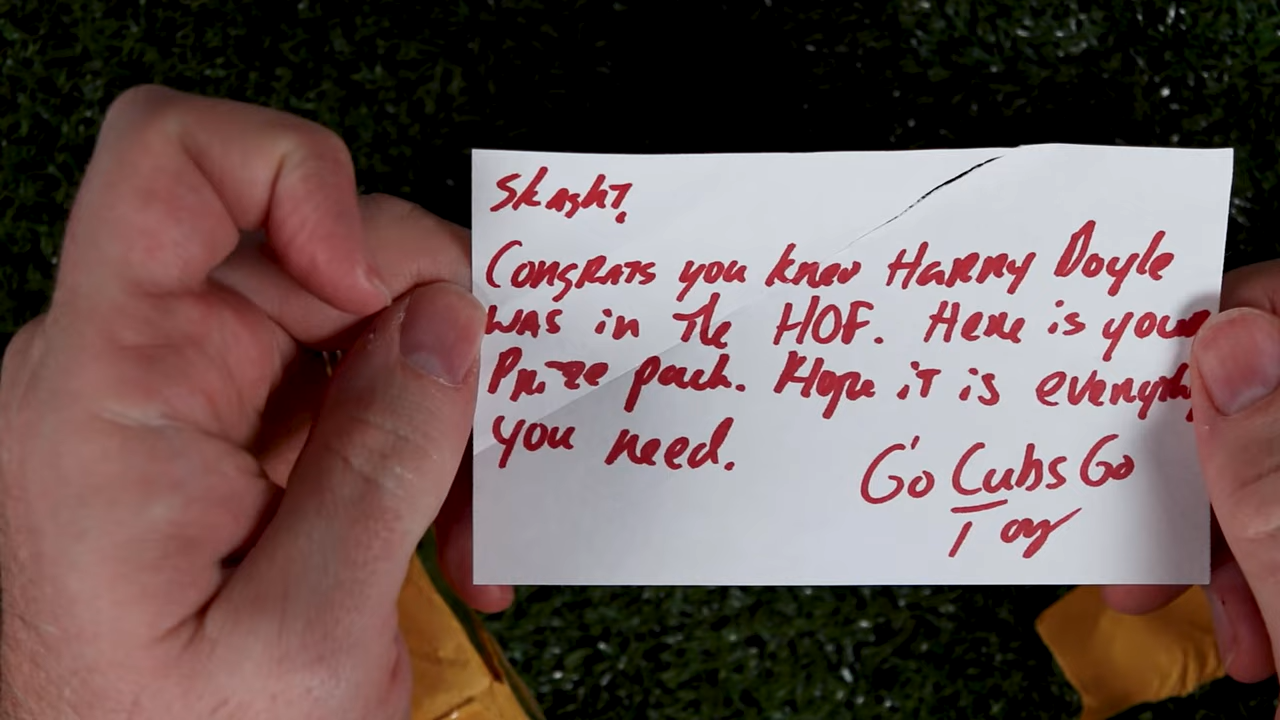 Skaght,
Congrats you knew Harry Doyle
was in the HOF. Here is your
Prize pack. Hope it is everything
you need.
Go Cubs Go